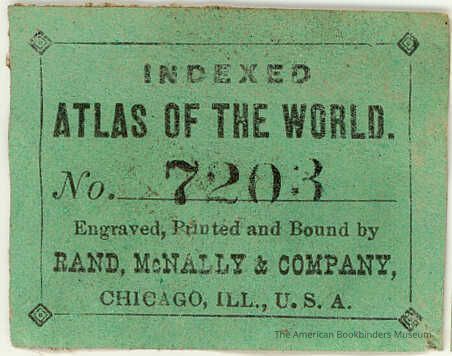 INDEXED
ATLAS OF THE WORLD.
No. 7203
Engraved, Printed and Bound by
RAND, McNALLY & COMPANY,
CHICAGO, ILL., U. S. A.
The American Bookbinders Museum